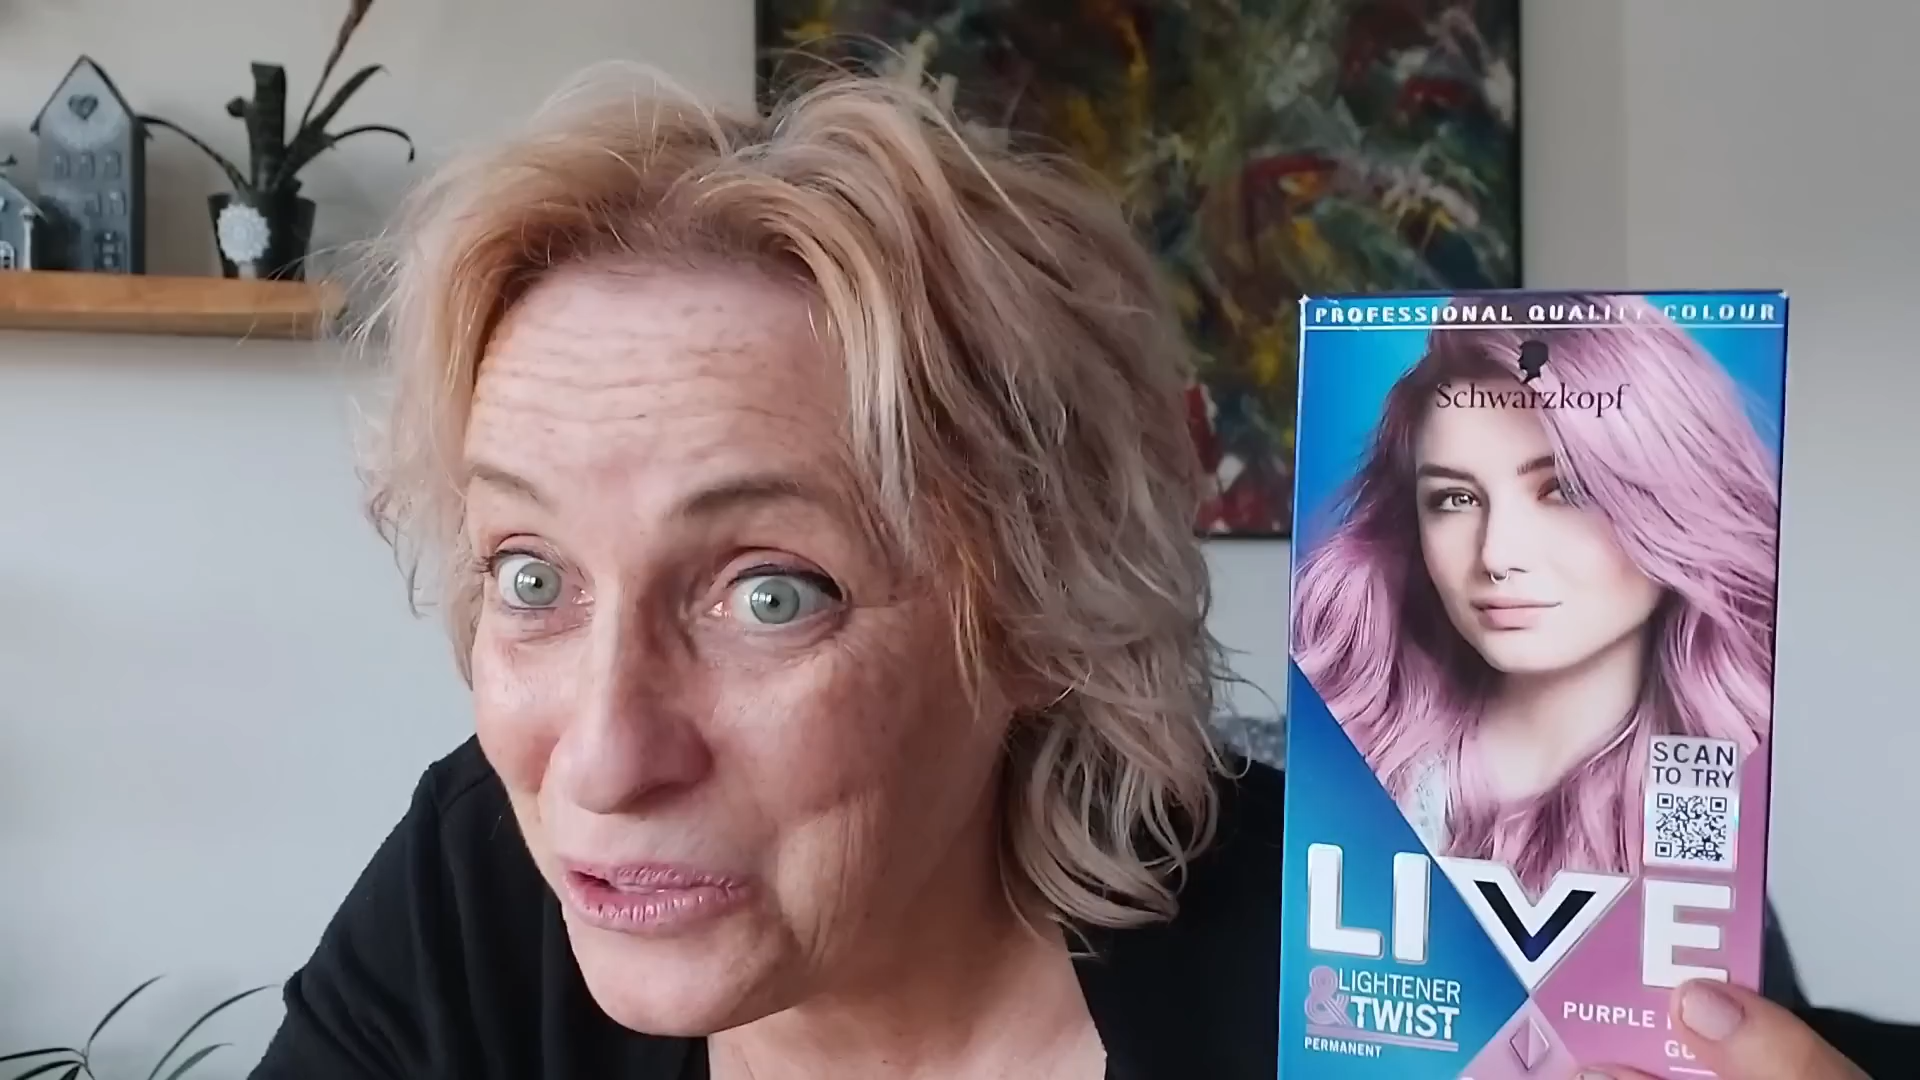 PROFESSIONAL QUALITY COLOUR
Schwarzkopf
SCAN
TO TRY
LIVE
LIGHTENER
& TWIST
PERMANENT
PURPLE